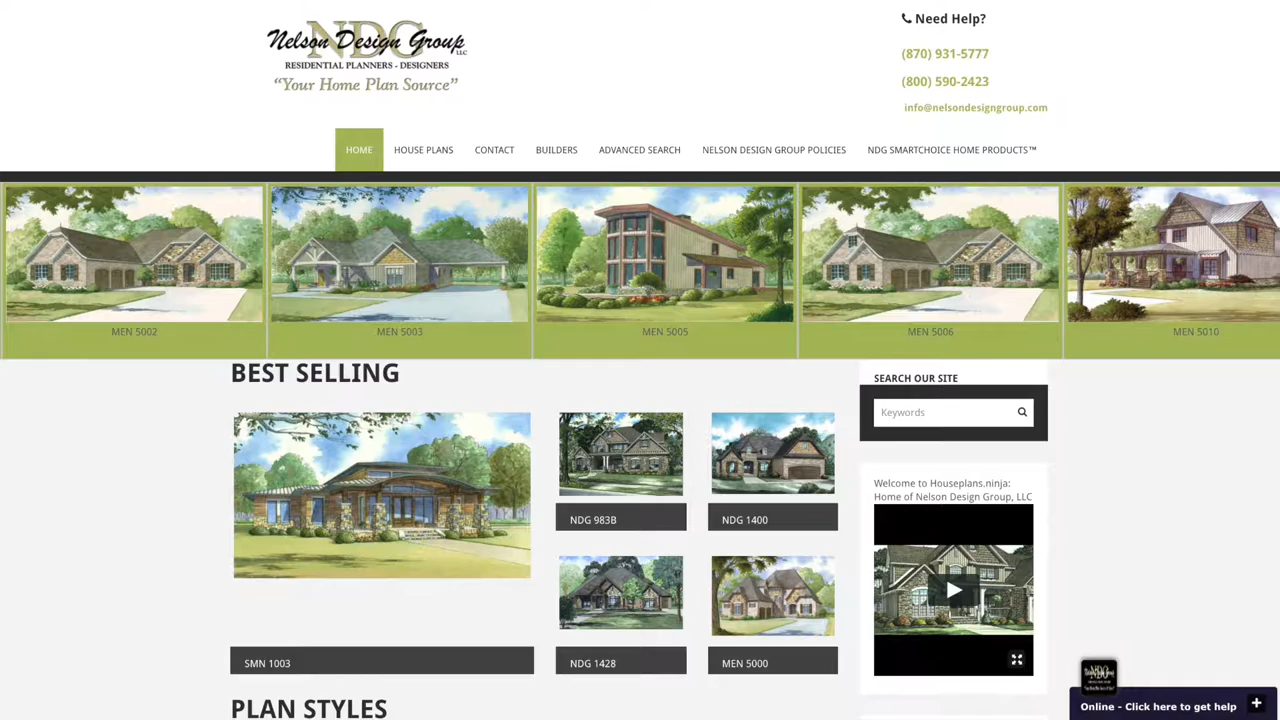 NDG
Nelson Design Group LLC
RESIDENTIAL PLANNERS - DESIGNERS
“Your Home Plan Source”
Need Help?
(870) 931-5777
(800) 590-2423
info@nelsondesigngroup.com
HOME HOUSE PLANS CONTACT BUILDERS ADVANCED SEARCH NELSON DESIGN GROUP POLICIES NDG SMARTCHOICE HOME PRODUCTS™
MEN 5002 MEN 5003 MEN 5005 MEN 5006 MEN 5010
BEST SELLING
SMN 1003
NDG 983B
NDG 1400
NDG 1428
MEN 5000
PLAN STYLES
SEARCH OUR SITE
Keywords
Welcome to Houseplans.ninja:
Home of Nelson Design Group, LLC
NDG
Online - Click here to get help